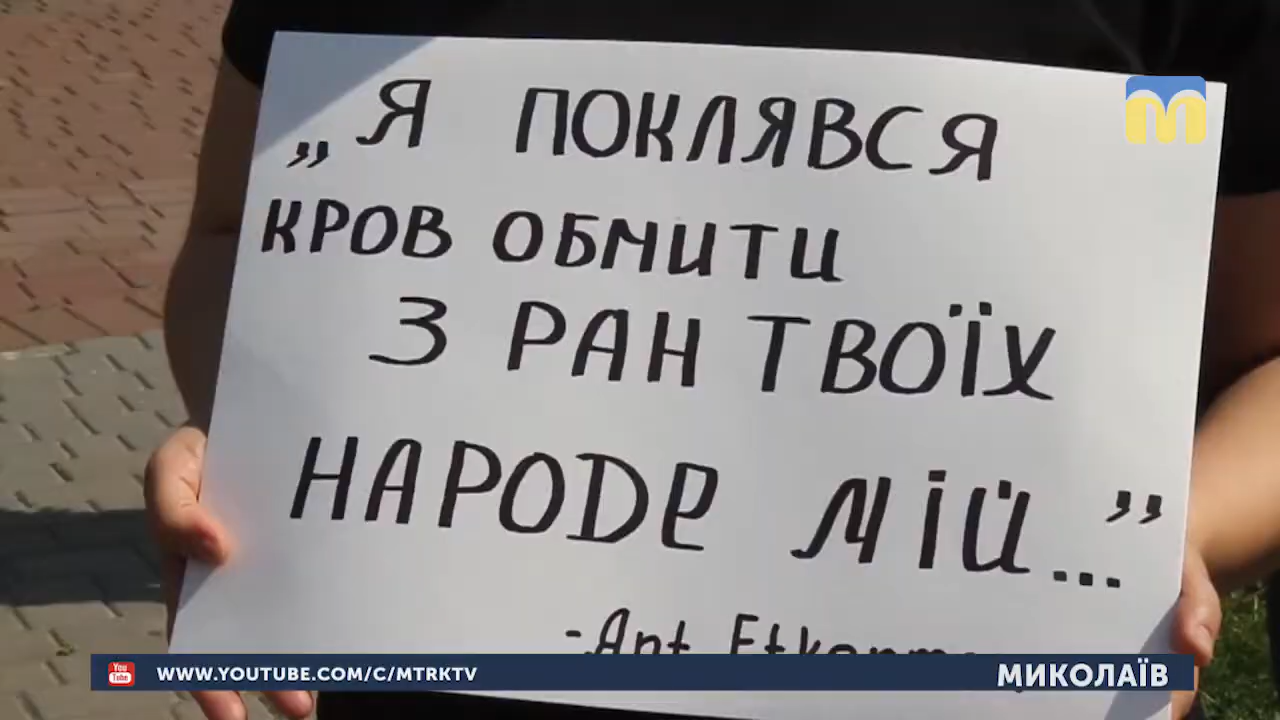 „Я ПОКЛЯВСЯ
КРОВ ОБМИТИ
З РАН ТВОЇХ
НАРОДЕ МІЙ...”
WWW.YOUTUBE.COM/C/MTRKTV
МИКОЛАЇВ